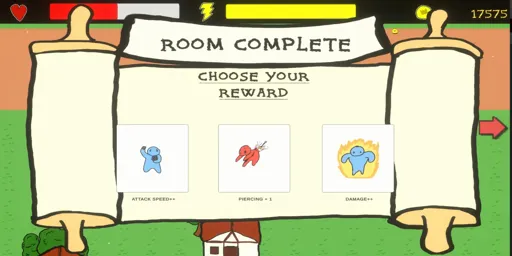 17575
ROOM COMPLETE
CHOOSE YOUR
REWARD
ATTACK SPEED++
PIERCING + 1
DAMAGE++